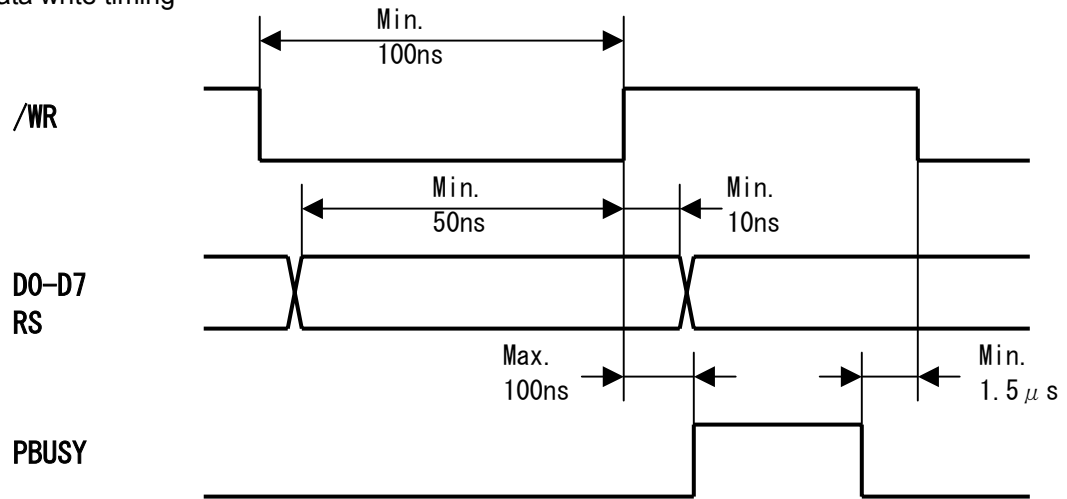 ata write timing
Min.
100ns
/WR
Min.
50ns
Min.
10ns
D0-D7
RS
Max.
100ns
Min.
1.5μs
PBUSY